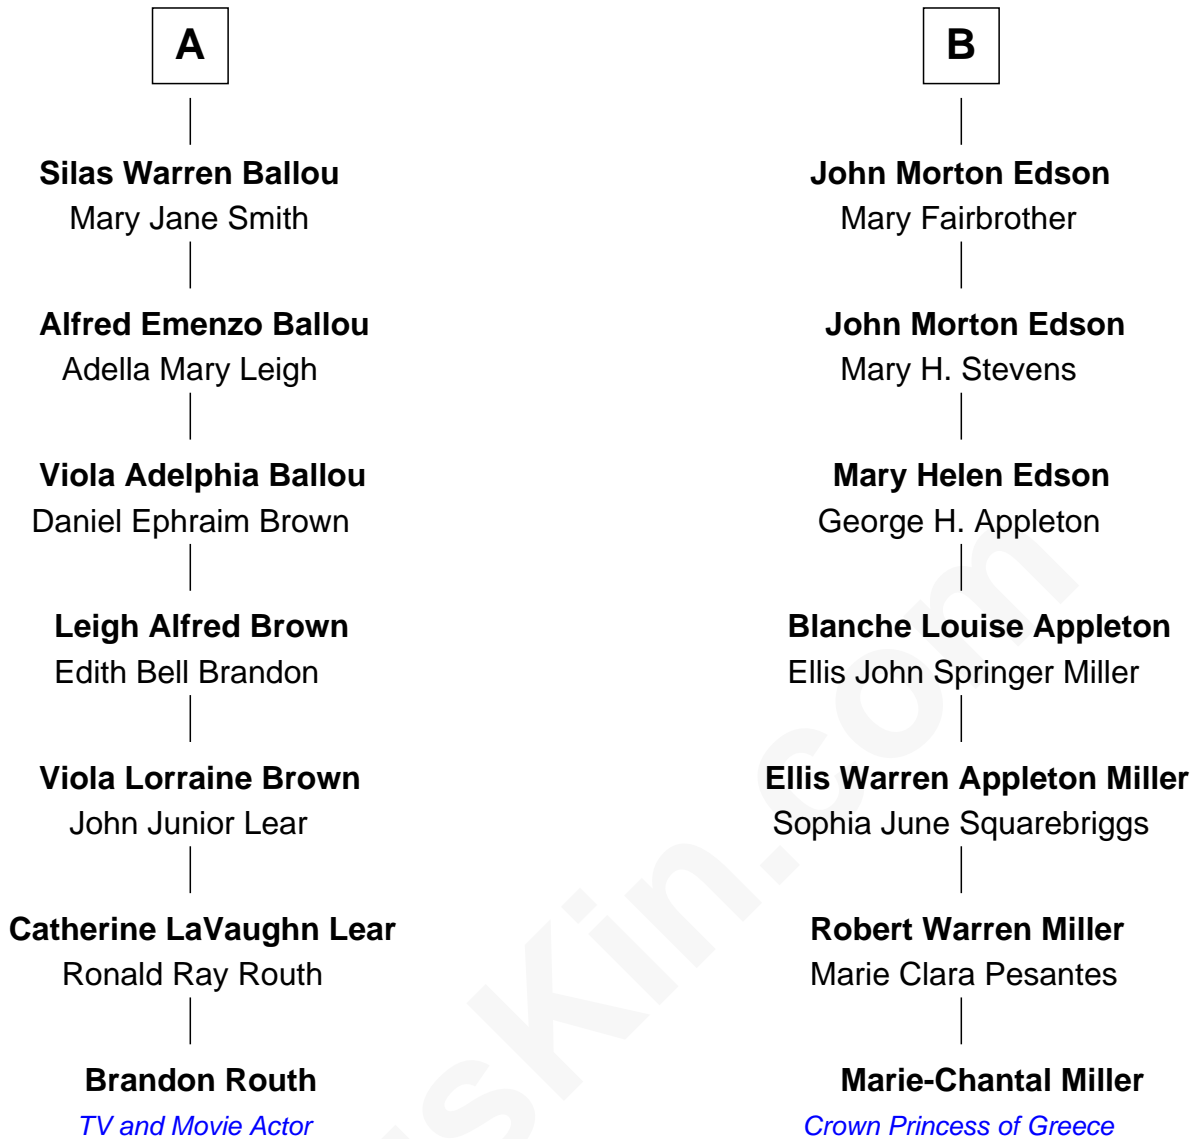 A
Silas Warren Ballou
Mary Jane Smith
Alfred Emenzo Ballou
Adella Mary Leigh
Viola Adelphia Ballou
Daniel Ephraim Brown
Leigh Alfred Brown
Edith Bell Brandon
Viola Lorraine Brown
John Junior Lear
Catherine LaVaughn Lear
Ronald Ray Routh
Brandon Routh
TV and Movie Actor
B
John Morton Edson
Mary Fairbrother
John Morton Edson
Mary H. Stevens
Mary Helen Edson
George H. Appleton
Blanche Louise Appleton
Ellis John Springer Miller
Ellis Warren Appleton Miller
Sophia June Squarebriggs
Robert Warren Miller
Marie Clara Pesantes
Marie-Chantal Miller
Crown Princess of Greece
sKin.com